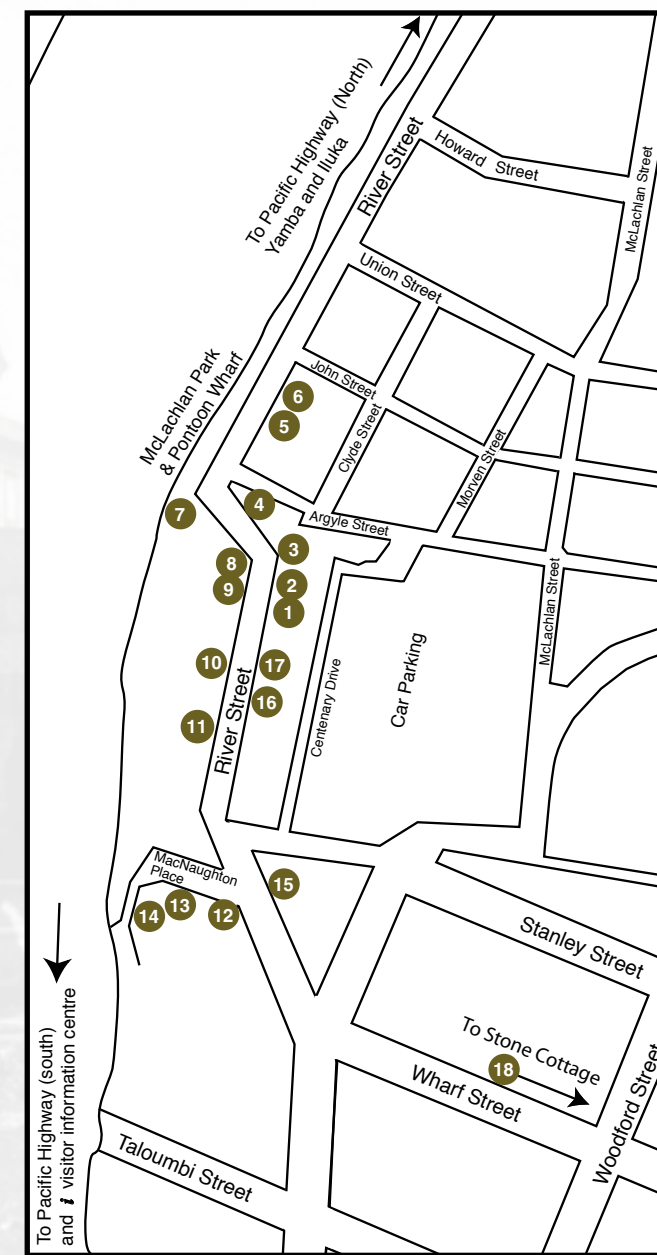 To Pacific Highway (North)
Yamba and Iluka
River Street
Howard Street
McLachlan Street
Union Street
McLachlan Park
& Pontoon Wharf
John Street
6
5
Clyde Street
Morven Street
7
4
Argyle Street
3
8
2
9
1
McLachlan Street
10
17
Centenary Drive
Car Parking
16
River Street
11
MacNaughton
Place
15
14
13
12
Stanley Street
To Stone Cottage
18
Wharf Street
Woodford Street
To Pacific Highway (south)
and i visitor information centre
Taloumbi Street